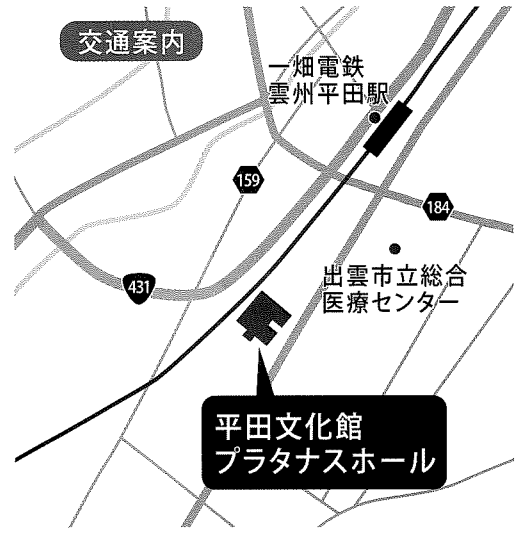 交通案内
一畑電鉄
雲州平田駅
159
184
431
出雲市立総合
医療センター
平田文化館
プラタナスホール